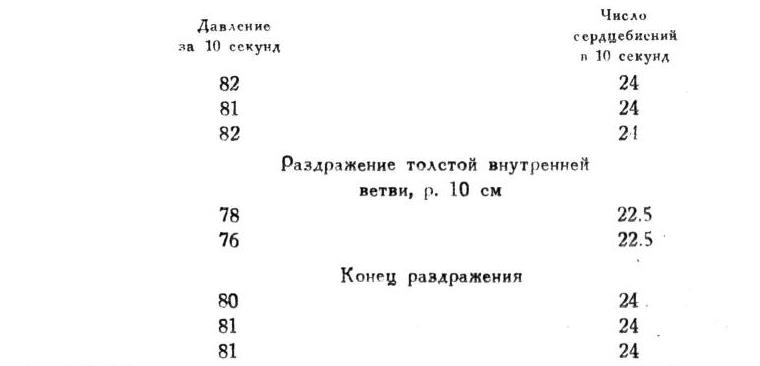 Давление
за 10 секунд
Число
сердцебиений
в 10 секунд
82 24
81 24
82 24
Раздражение толстой внутренней
ветви, р. 10 см
78 22.5
76 22.5
Конец раздражения
80 24
81 24
81 24